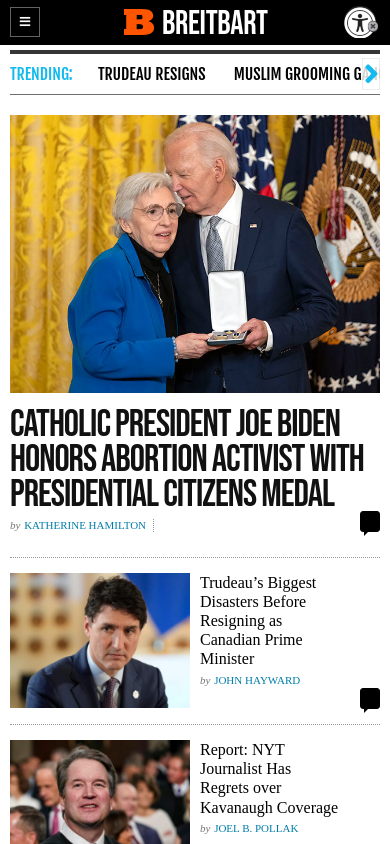 BREITBART
TRENDING: TRUDEAU RESIGNS MUSLIM GROOMING
CATHOLIC PRESIDENT JOE BIDEN
HONORS ABORTION ACTIVIST WITH
PRESIDENTIAL CITIZENS MEDAL
by KATHERINE HAMILTON
Trudeau’s Biggest
Disasters Before
Resigning as
Canadian Prime
Minister
by JOHN HAYWARD
Report: NYT
Journalist Has
Regrets over
Kavanaugh Coverage
by JOEL B. POLLAK